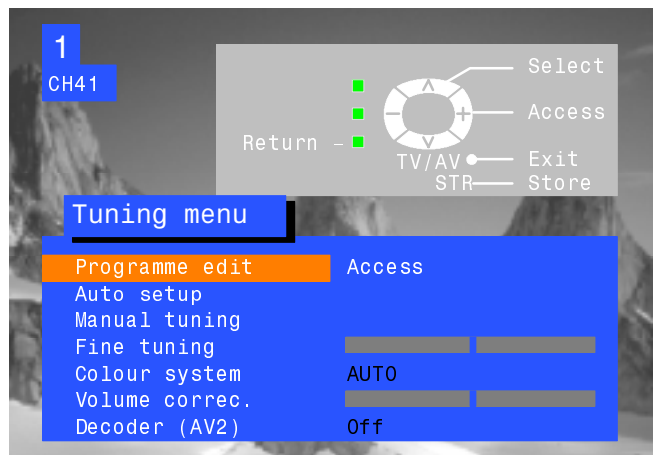 1
CH41
Select
Access
Return –
TV/AV Exit
STR Store
Tuning menu
Programme edit Access
Auto setup
Manual tuning
Fine tuning
Colour system AUTO
Volume correc.
Decoder (AV2) Off